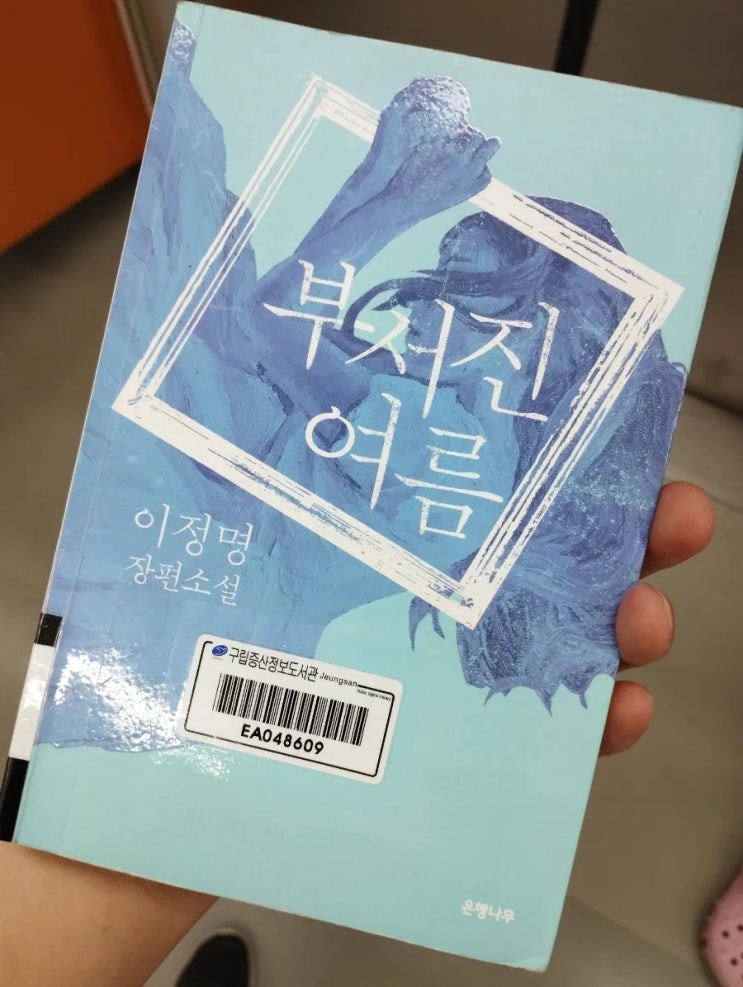 부서진
여름
이정명
장편소설
구립증산정보도서관 Jeungsan
EA048609
은행나무